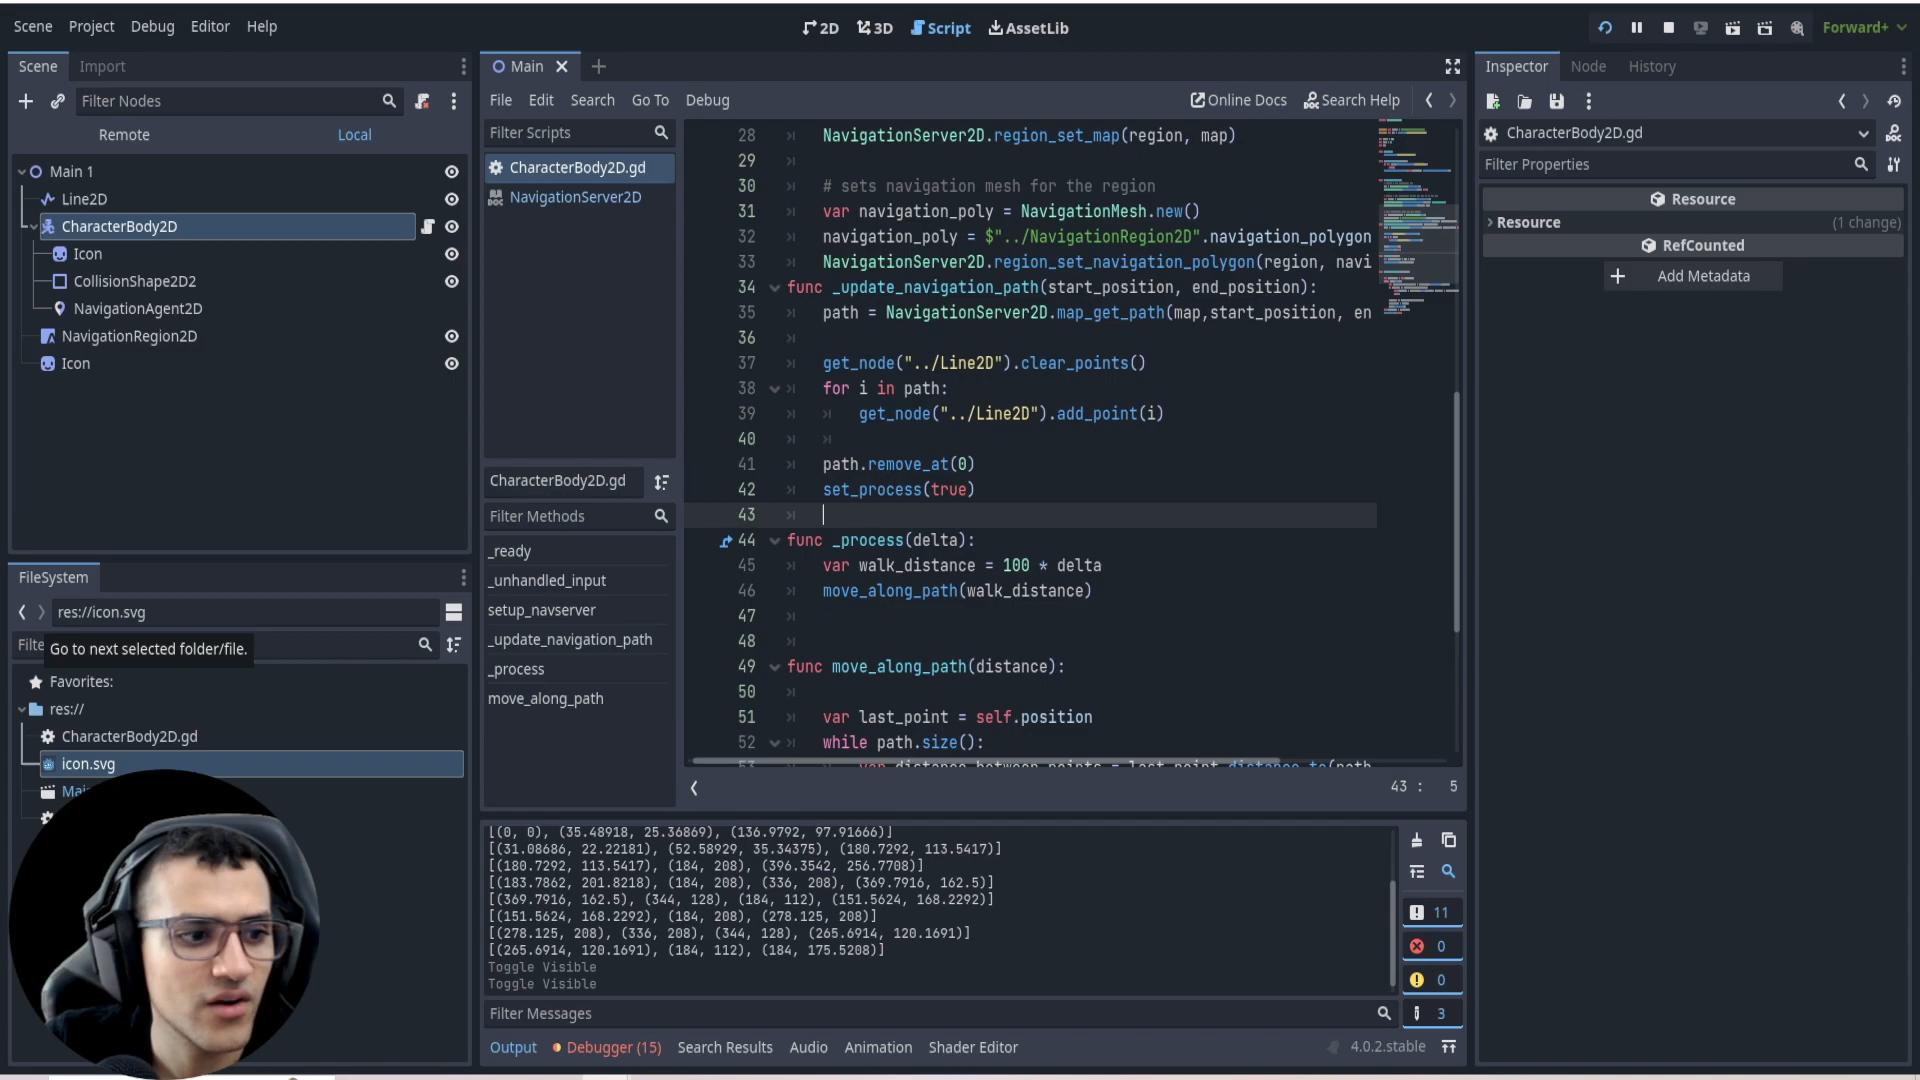 Scene Project Debug Editor Help
2D 3D Script AssetLib
Forward+
Scene Import
Filter Nodes
Remote Local
Main 1
Line2D
CharacterBody2D
Icon
CollisionShape2D2
NavigationAgent2D
NavigationRegion2D
Icon
FileSystem
res://icon.svg
Filte
Go to next selected folder/file.
Favorites:
res://
CharacterBody2D.gd
icon.svg
Mai
Main
File Edit Search Go To Debug
Online Docs Search Help
Filter Scripts
CharacterBody2D.gd
NavigationServer2D
CharacterBody2D.gd
Filter Methods
_ready
_unhandled_input
setup_navserver
_update_navigation_path
_process
move_along_path
28 NavigationServer2D.region_set_map(region, map)
29
30 # sets navigation mesh for the region
31 var navigation_poly = NavigationMesh.new()
32 navigation_poly = $"../NavigationRegion2D".navigation_polygon
33 NavigationServer2D.region_set_navigation_polygon(region, navi
34 func _update_navigation_path(start_position, end_position):
35 path = NavigationServer2D.map_get_path(map,start_position, en
36
37 get_node("../Line2D").clear_points()
38 for i in path:
39 get_node("../Line2D").add_point(i)
40
41 path.remove_at(0)
42 set_process(true)
43
44 func _process(delta):
45 var walk_distance = 100 * delta
46 move_along_path(walk_distance)
47
48
49 func move_along_path(distance):
50
51 var last_point = self.position
52 while path.size():
53 var distance_between_points = last_point.distance_to(path
43 : 5
[(0, 0), (35.48918, 25.36869), (136.9792, 97.91666)]
[(31.08686, 22.22181), (52.58929, 35.34375), (180.7292, 113.5417)]
[(180.7292, 113.5417), (184, 208), (396.3542, 256.7708)]
[(183.7862, 201.8218), (184, 208), (336, 208), (369.7916, 162.5)]
[(369.7916, 162.5), (344, 128), (184, 112), (151.5624, 168.2292)]
[(151.5624, 168.2292), (184, 208), (278.125, 208)]
[(278.125, 208), (336, 208), (344, 128), (265.6914, 120.1691)]
[(265.6914, 120.1691), (184, 112), (184, 175.5208)]
Toggle Visible
Toggle Visible
11
0
0
3
Filter Messages
Output Debugger (15) Search Results Audio Animation Shader Editor
4.0.2.stable
Inspector Node History
CharacterBody2D.gd
Filter Properties
Resource
Resource (1 change)
RefCounted
Add Metadata